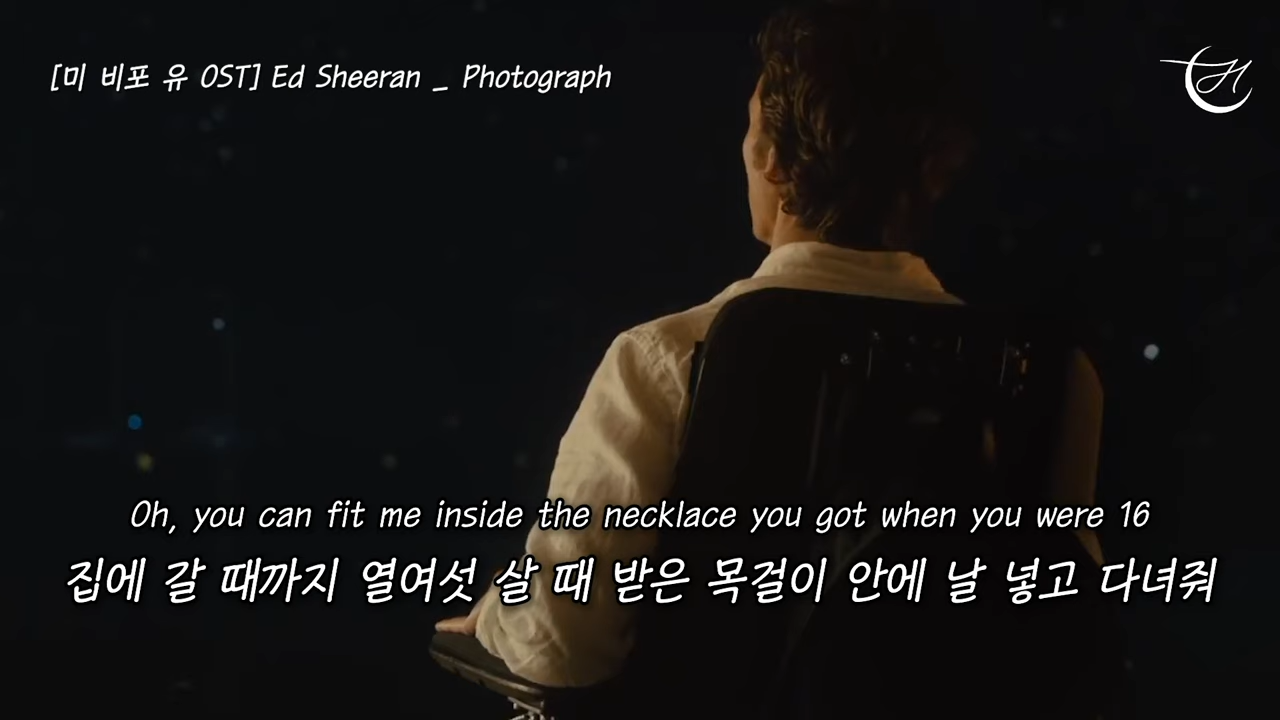 [미 비포 유 OST] Ed Sheeran _ Photograph
Oh, you can fit me inside the necklace you got when you were 16
집에 갈 때까지 열여섯 살 때 받은 목걸이 안에 날 넣고 다녀줘